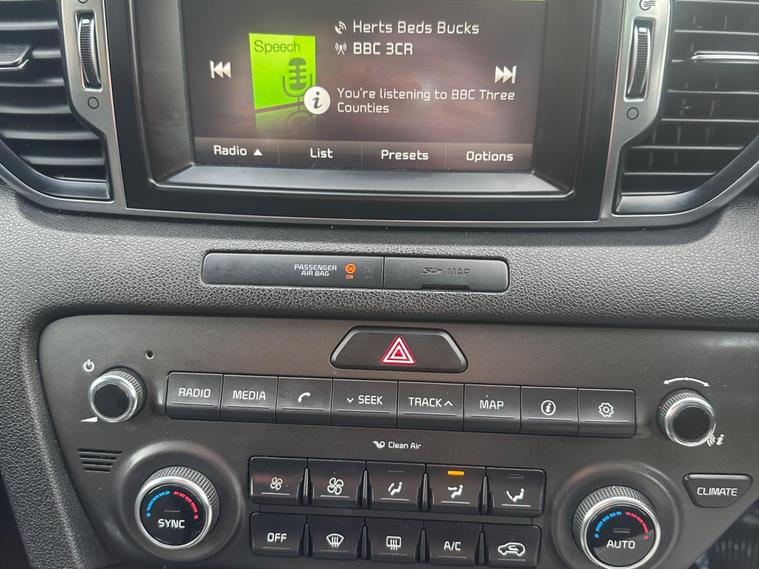 Speech
Herts Beds Bucks
BBC 3CR
You're listening to BBC Three
Counties
Radio ▲ List Presets Options
PASSENGER
AIR BAG
ON
MAP
RADIO MEDIA SEEK TRACK MAP
Clean Air
CLIMATE
SYNC
AUTO
OFF A/C